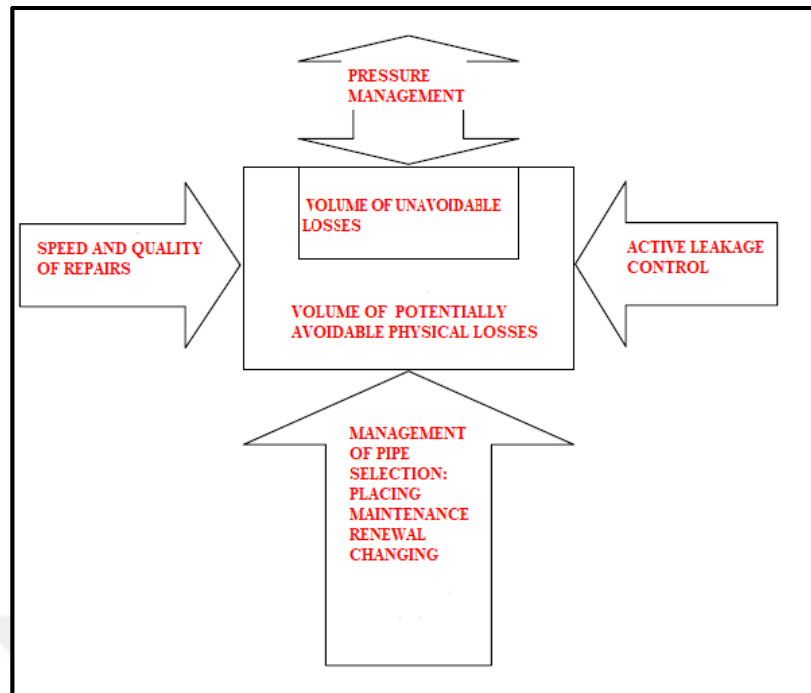 PRESSURE
MANAGEMENT
VOLUME OF UNAVOIDABLE
LOSSES
SPEED AND QUALITY
OF REPAIRS
ACTIVE LEAKAGE
CONTROL
VOLUME OF POTENTIALLY
AVOIDABLE PHYSICAL LOSSES
MANAGEMENT
OF PIPE
SELECTION:
PLACING
MAINTENANCE
RENEWAL
CHANGING